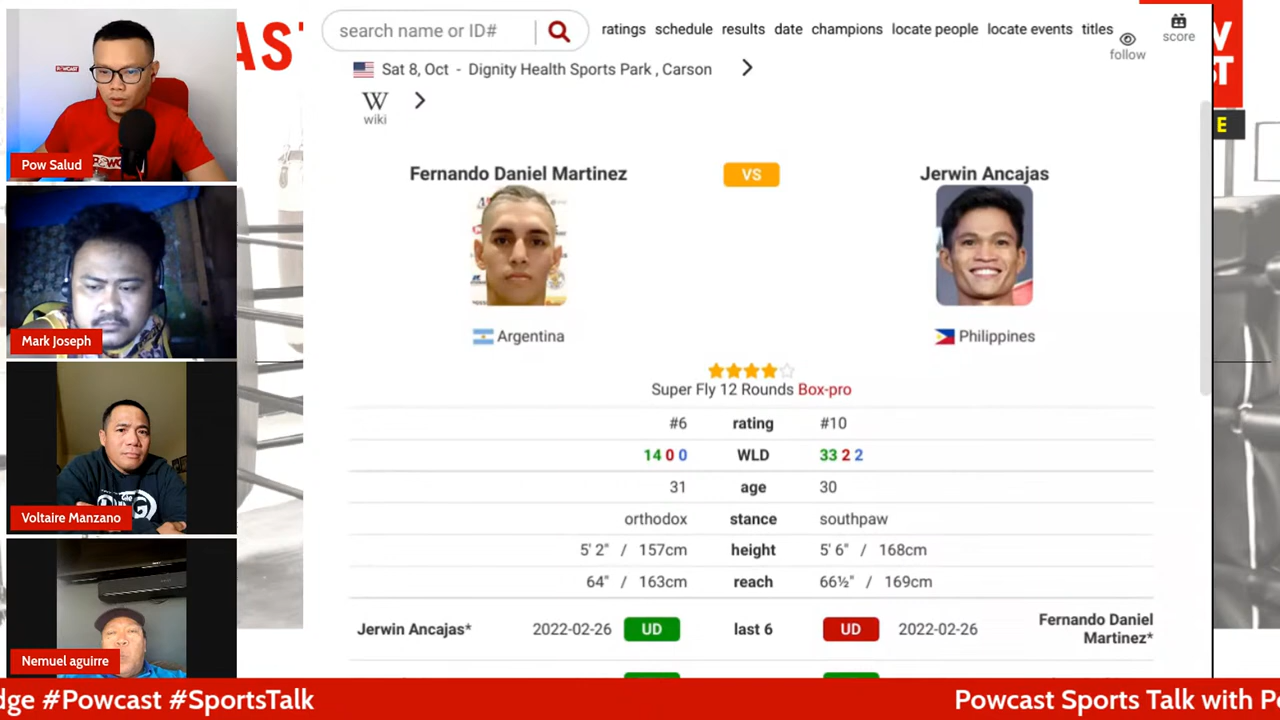 AST
search name or ID#
ratings schedule results date champions locate people locate events titles
follow
score
Sat 8, Oct - Dignity Health Sports Park , Carson
W
wiki
Fernando Daniel Martinez VS Jerwin Ancajas
Argentina Philippines
Super Fly 12 Rounds Box-pro
#6 rating #10
14 0 0 WLD 33 2 2
31 age 30
orthodox stance southpaw
5' 2" / 157cm height 5' 6" / 168cm
64" / 163cm reach 66½" / 169cm
Jerwin Ancajas* 2022-02-26 UD last 6 UD 2022-02-26 Fernando Daniel
Martinez*
Pow Salud
Mark Joseph
Voltaire Manzano
Nemuel aguirre
W
ST
E
dge #Powcast #SportsTalk
Powcast Sports Talk with Po